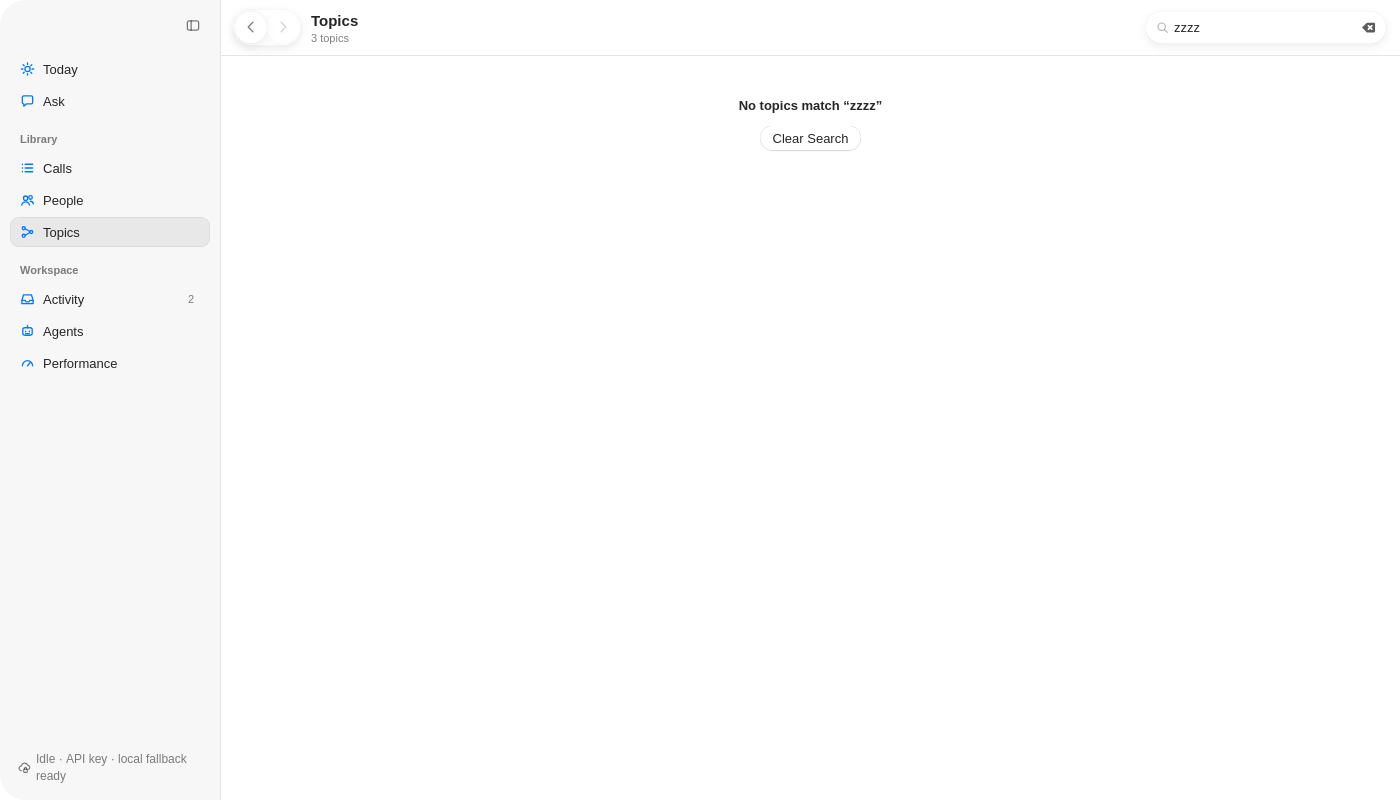 Topics
3 topics
zzzz
Today
Ask
Library
Calls
People
Topics
Workspace
Activity 2
Agents
Performance
No topics match “zzzz”
Clear Search
Idle · API key · local fallback
ready